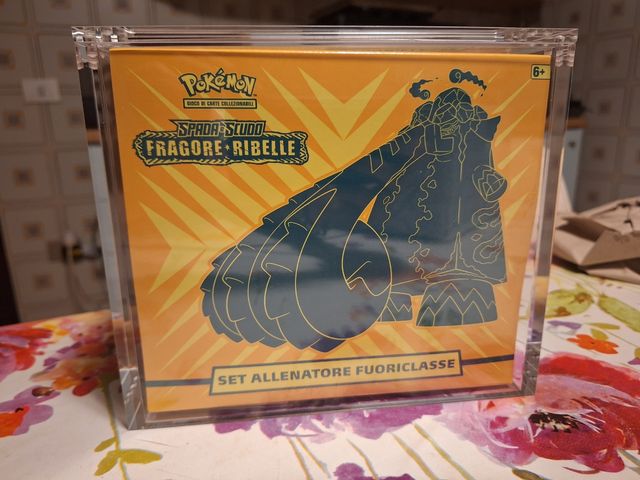 POKÉMON
GIOCO DI CARTE COLLEZIONABILI
SPADA E SCUDO
FRAGORE RIBELLE
6+
SET ALLENATORE FUORICLASSE